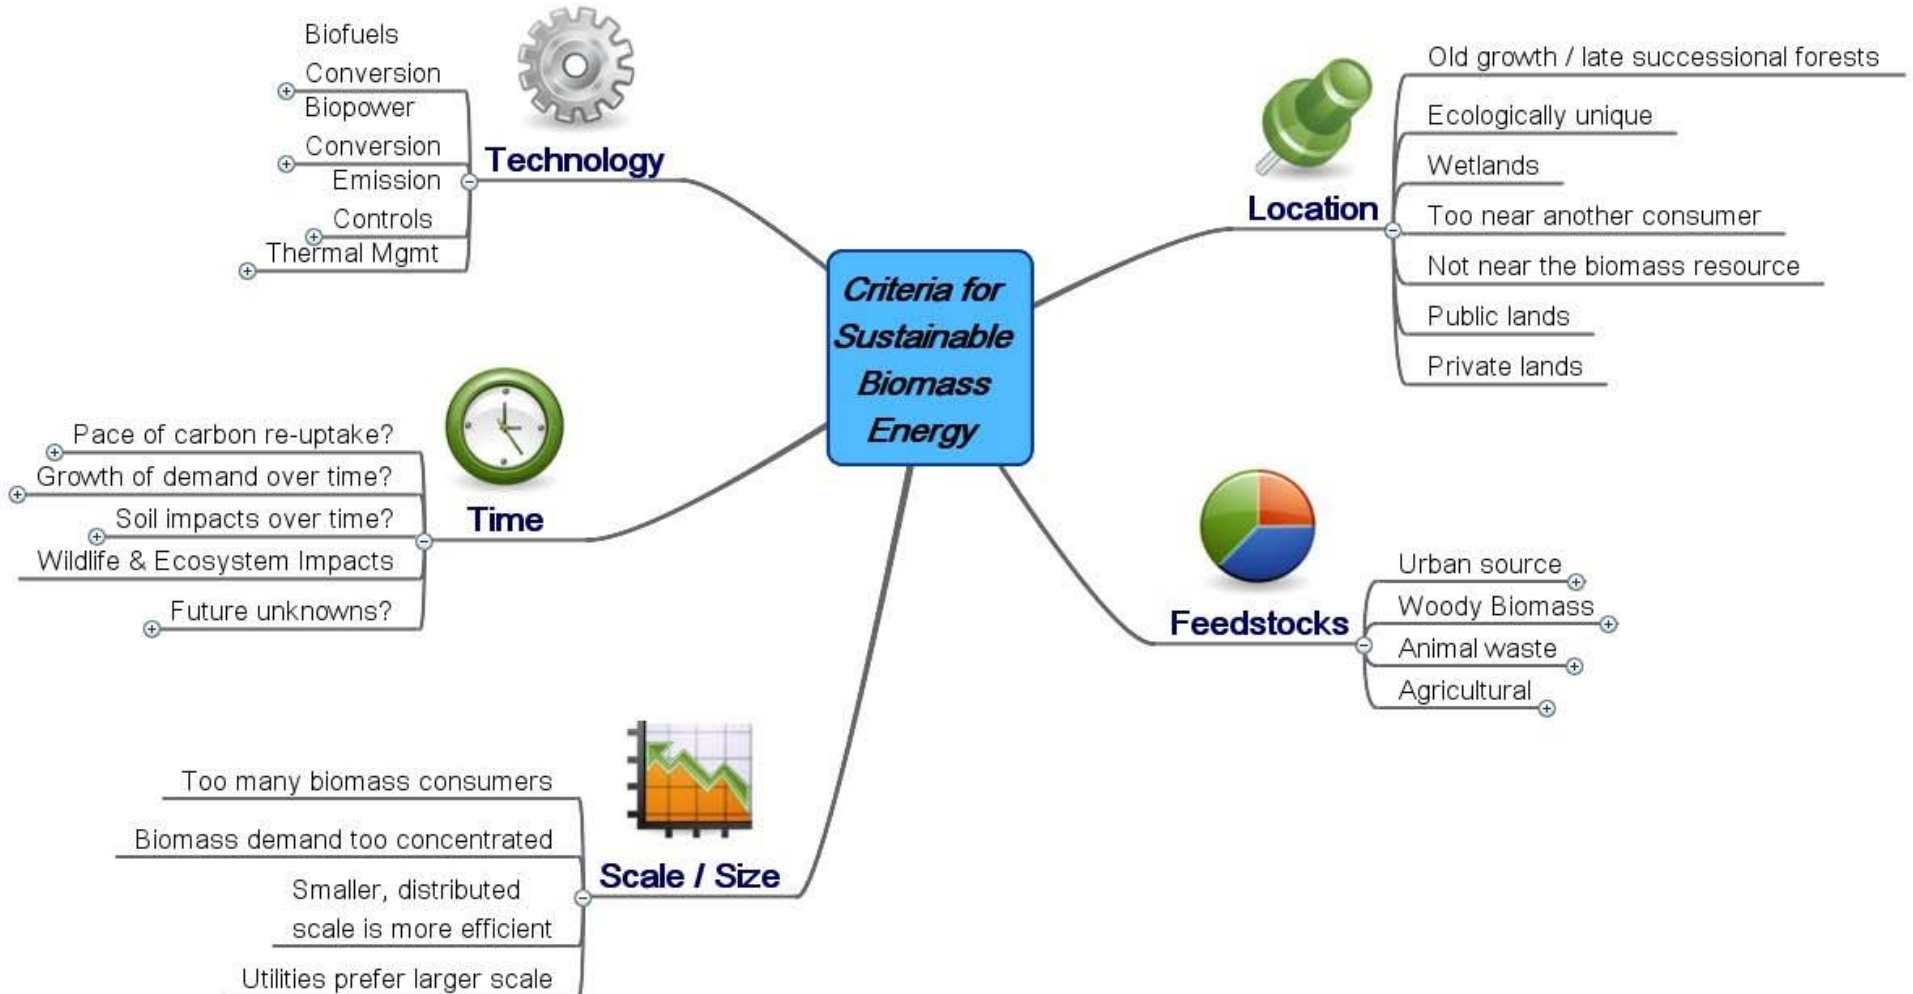 Biofuels
Conversion
Biopower
Conversion
Emission
Controls
Thermal Mgmt
Technology
Pace of carbon re-uptake?
Growth of demand over time?
Soil impacts over time?
Wildlife & Ecosystem Impacts
Future unknowns?
Time
Too many biomass consumers
Biomass demand too concentrated
Smaller, distributed
scale is more efficient
Utilities prefer larger scale
Scale / Size
Criteria for
Sustainable
Biomass
Energy
Location
Old growth / late successional forests
Ecologically unique
Wetlands
Too near another consumer
Not near the biomass resource
Public lands
Private lands
Feedstocks
Urban source
Woody Biomass
Animal waste
Agricultural